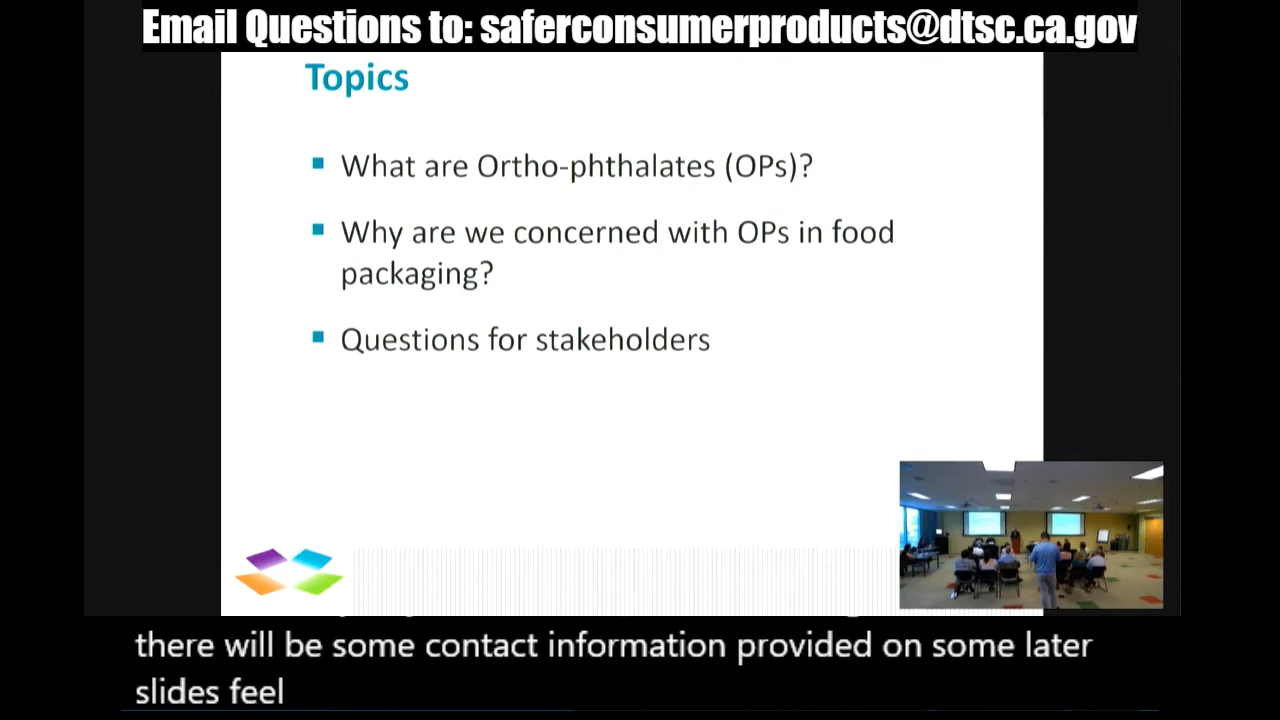 Email Questions to: saferconsumerproducts@dtsc.ca.gov
Topics
What are Ortho-phthalates (OPs)?
Why are we concerned with OPs in food
packaging?
Questions for stakeholders
there will be some contact information provided on some later
slides feel